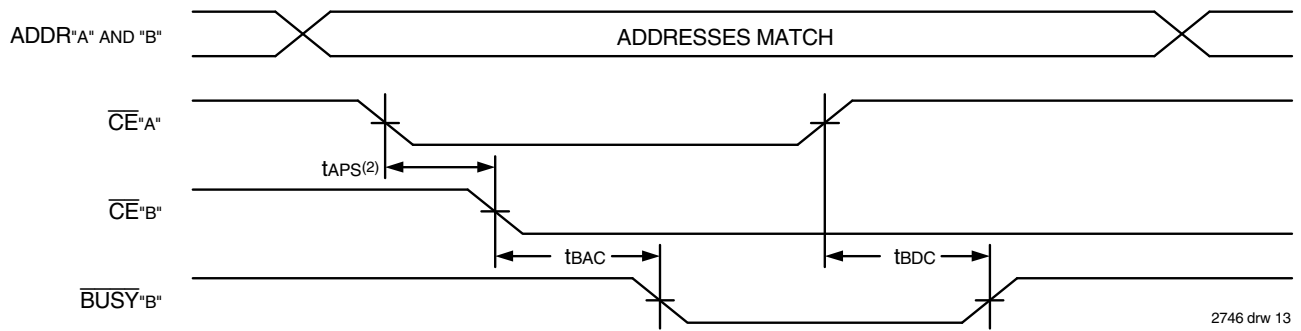 ADDR"A" AND "B"
ADDRESSES MATCH
CE"A"
tAPS(2)
CE"B"
tBAC
tBDC
BUSY"B"
2746 drw 13